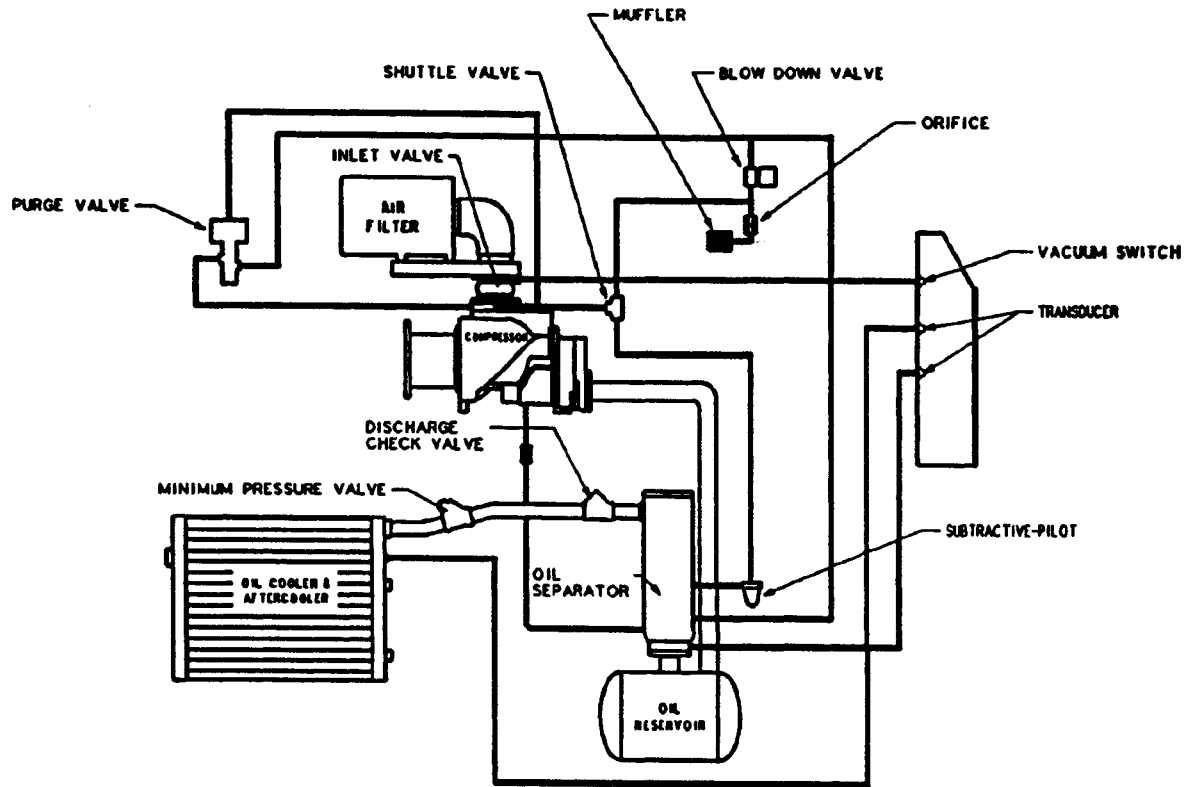 MUFFLER
SHUTTLE VALVE
BLOW DOWN VALVE
ORIFICE
INLET VALVE
PURGE VALVE
AIR
FILTER
VACUUM SWITCH
TRANSDUCER
COMPRESSOR
DISCHARGE
CHECK VALVE
MINIMUM PRESSURE VALVE
SUBTRACTIVE-PILOT
OIL COOLER &
AFTERCOOLER
OIL
SEPARATOR
OIL
RESERVOIR